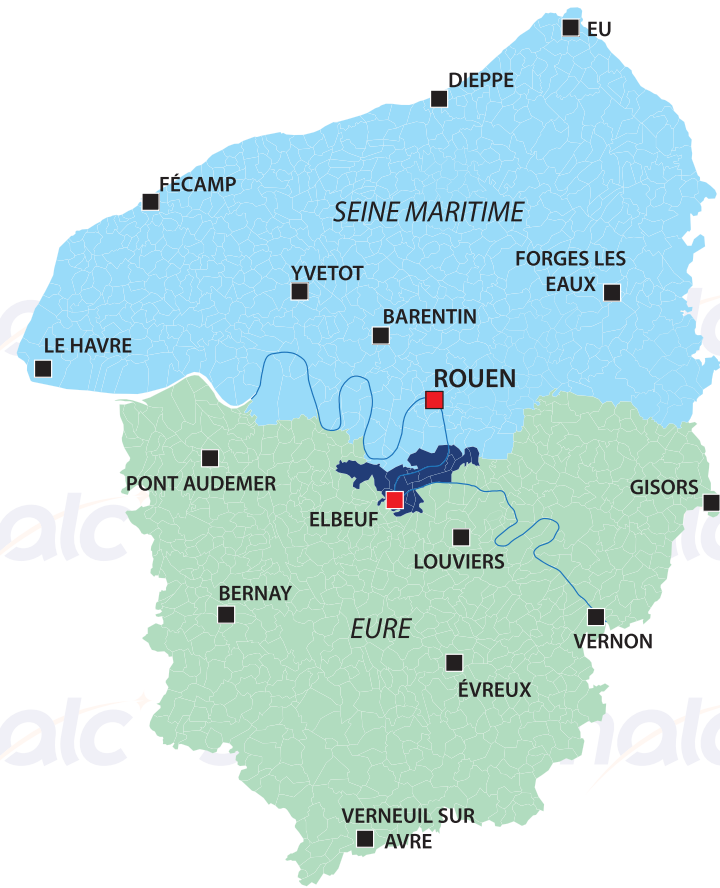 EU
DIEPPE
FÉCAMP
SEINE MARITIME
FORGES LES
EAUX
YVETOT
BARENTIN
LE HAVRE
ROUEN
PONT AUDEMER
GISORS
ELBEUF
LOUVIERS
BERNAY
EURE
VERNON
ÉVREUX
VERNEUIL SUR
AVRE